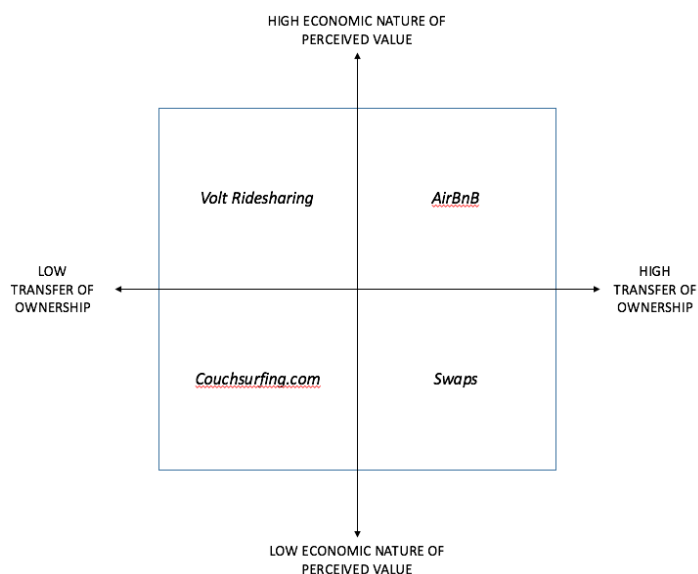 HIGH ECONOMIC NATURE OF
PERCEIVED VALUE
Volt Ridesharing
AirBnB
LOW
TRANSFER OF
OWNERSHIP
HIGH
TRANSFER OF
OWNERSHIP
Couchsurfing.com
Swaps
LOW ECONOMIC NATURE OF
PERCEIVED VALUE